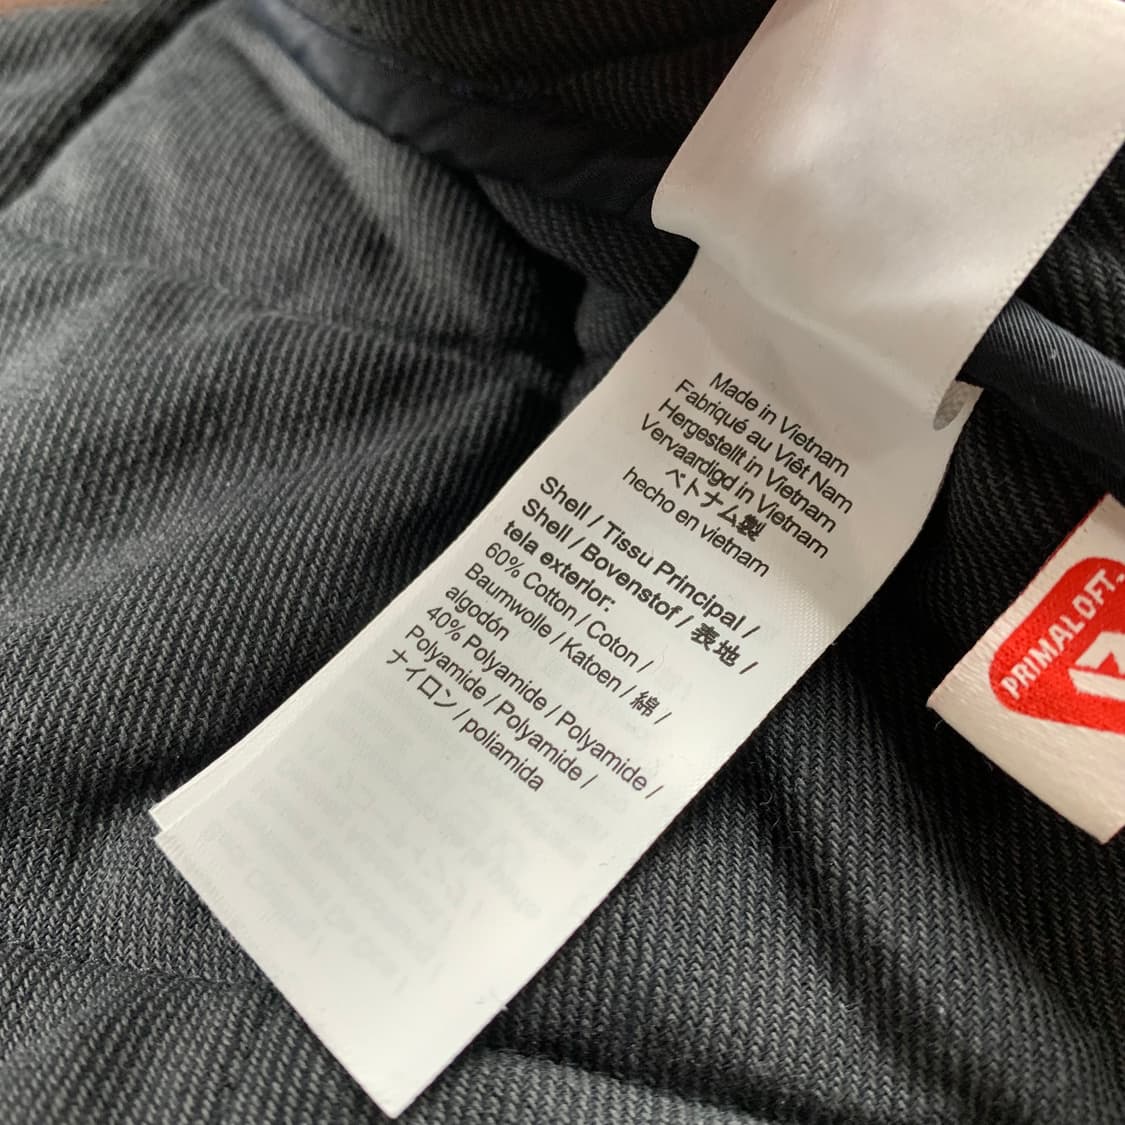 Made in Vietnam
Fabriqué au Viêt Nam
Hergestellt in Vietnam
Vervaardigd in Vietnam
ベトナム製
hecho en vietnam
Shell / Tissu Principal /
Shell / Bovenstof / 表地 /
tela exterior:
60% Cotton / Coton /
Baumwolle / Katoen / 綿 /
algodón
40% Polyamide / Polyamide /
Polyamide / Polyamide /
ナイロン / poliamida
PRIMALOFT